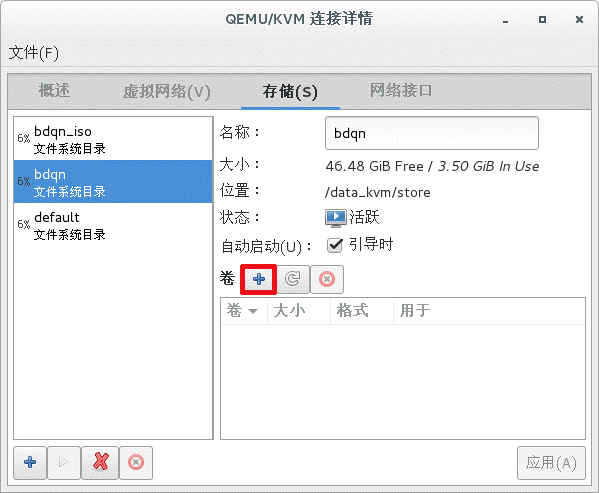 QEMU/KVM 连接详情
文件(F)
概述 虚拟网络(V) 存储(S) 网络接口
6% bdqn_iso
文件系统目录
6% bdqn
文件系统目录
6% default
文件系统目录
名称： bdqn
大小： 46.48 GiB Free / 3.50 GiB In Use
位置： /data_kvm/store
状态： 活跃
自动启动(U)： 引导时
卷
卷 大小 格式 用于
应用(A)